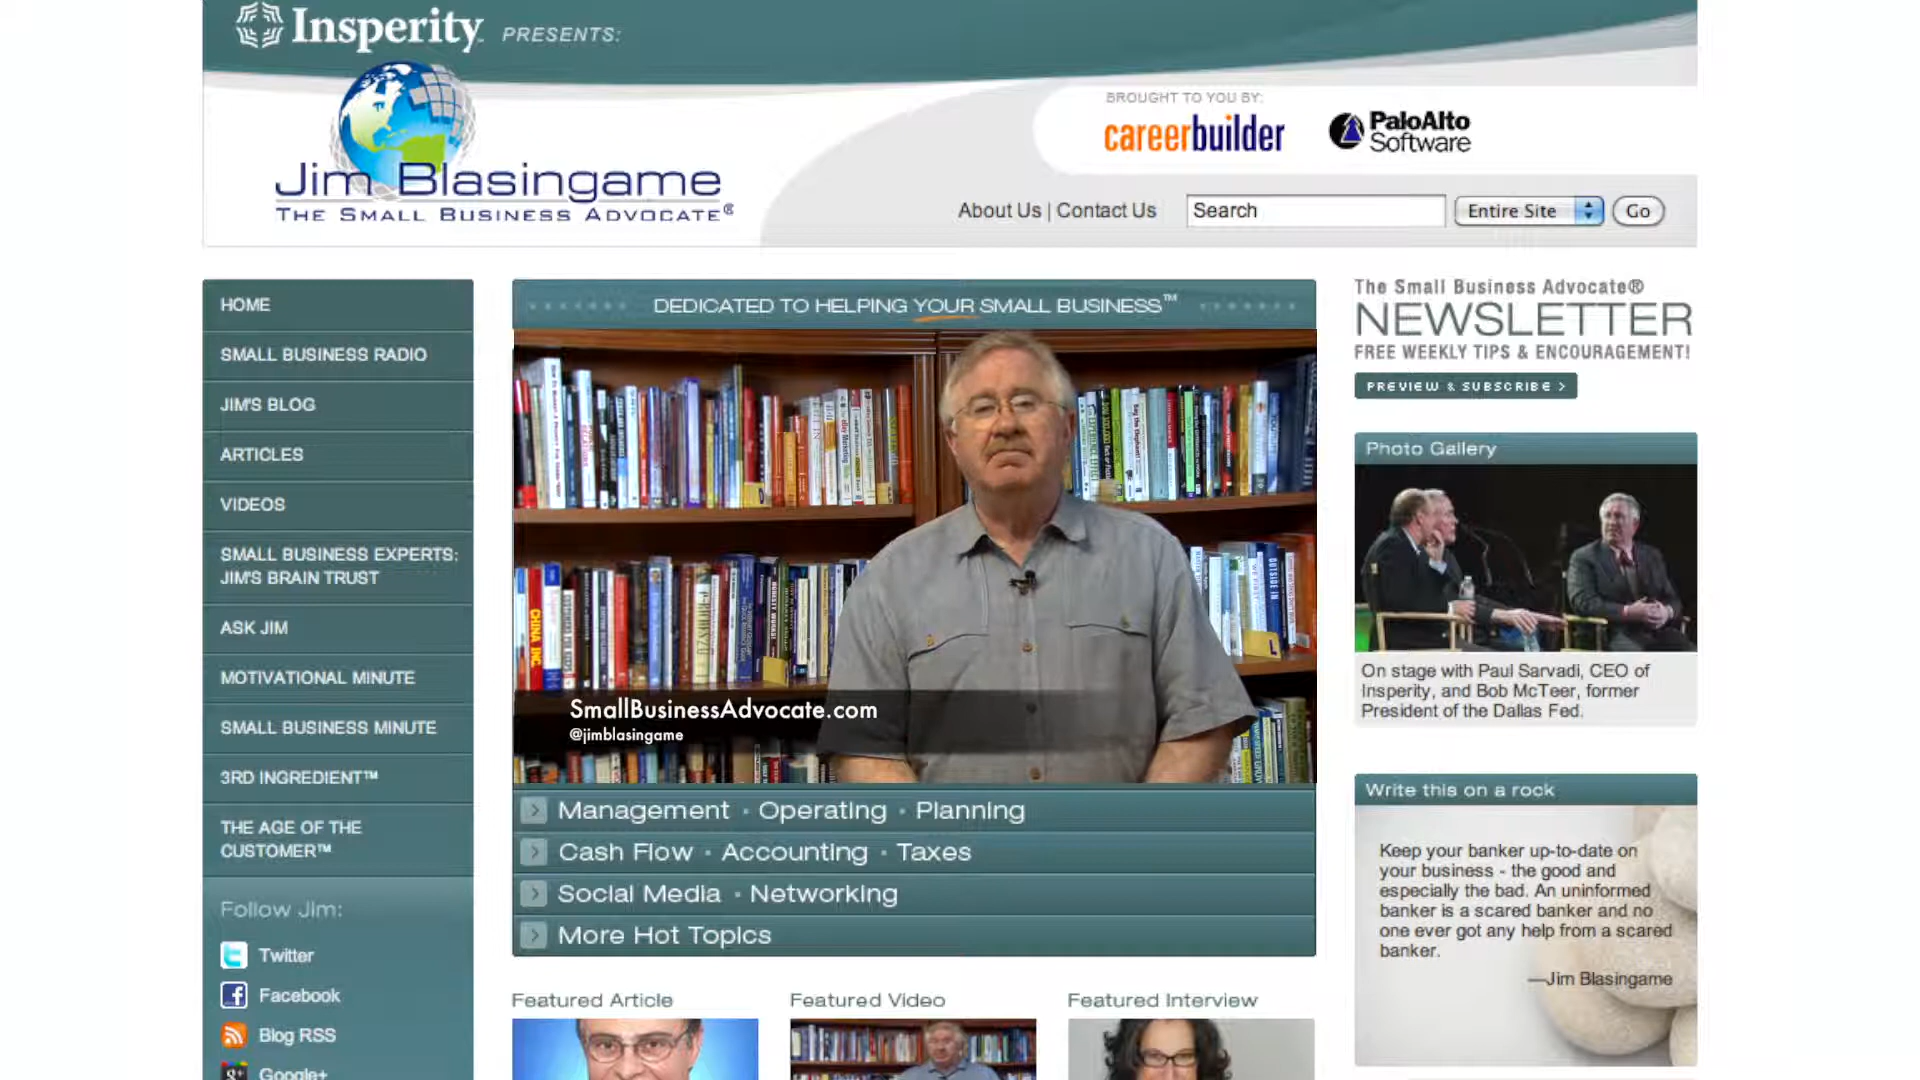 Insperity PRESENTS:
BROUGHT TO YOU BY:
careerbuilder
PaloAlto
Software
Jim Blasingame
THE SMALL BUSINESS ADVOCATE®
About Us | Contact Us
Search
Entire Site
Go
HOME
SMALL BUSINESS RADIO
JIM'S BLOG
ARTICLES
VIDEOS
SMALL BUSINESS EXPERTS:
JIM'S BRAIN TRUST
ASK JIM
MOTIVATIONAL MINUTE
SMALL BUSINESS MINUTE
3RD INGREDIENT™
THE AGE OF THE
CUSTOMER™
Follow Jim:
Twitter
Facebook
Blog RSS
Google+
DEDICATED TO HELPING YOUR SMALL BUSINESS™
CHINA INC.
OUTSIDE IN
L
SmallBusinessAdvocate.com
@jimblasingame
Management • Operating • Planning
Cash Flow • Accounting • Taxes
Social Media • Networking
More Hot Topics
Featured Article
Featured Video
Featured Interview
The Small Business Advocate®
NEWSLETTER
FREE WEEKLY TIPS & ENCOURAGEMENT!
PREVIEW & SUBSCRIBE >
Photo Gallery
On stage with Paul Sarvadi, CEO of
Insperity, and Bob McTeer, former
President of the Dallas Fed.
Write this on a rock
Keep your banker up-to-date on
your business - the good and
especially the bad. An uninformed
banker is a scared banker and no
one ever got any help from a scared
banker.
—Jim Blasingame